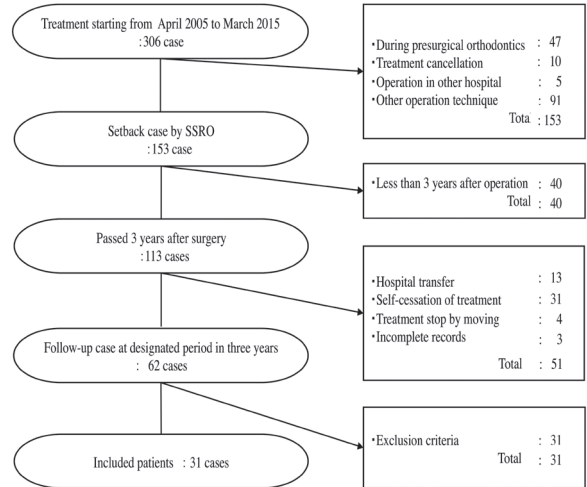 Treatment starting from April 2005 to March 2015
:306 case
・During presurgical orthodontics : 47
・Treatment cancellation : 10
・Operation in other hospital : 5
・Other operation technique : 91
Tota : 153
Setback case by SSRO
:153 case
・Less than 3 years after operation : 40
Total : 40
Passed 3 years after surgery
:113 cases
・Hospital transfer : 13
・Self-cessation of treatment : 31
・Treatment stop by moving : 4
・Incomplete records : 3
Total : 51
Follow-up case at designated period in three years
: 62 cases
・Exclusion criteria : 31
Total : 31
Included patients : 31 cases